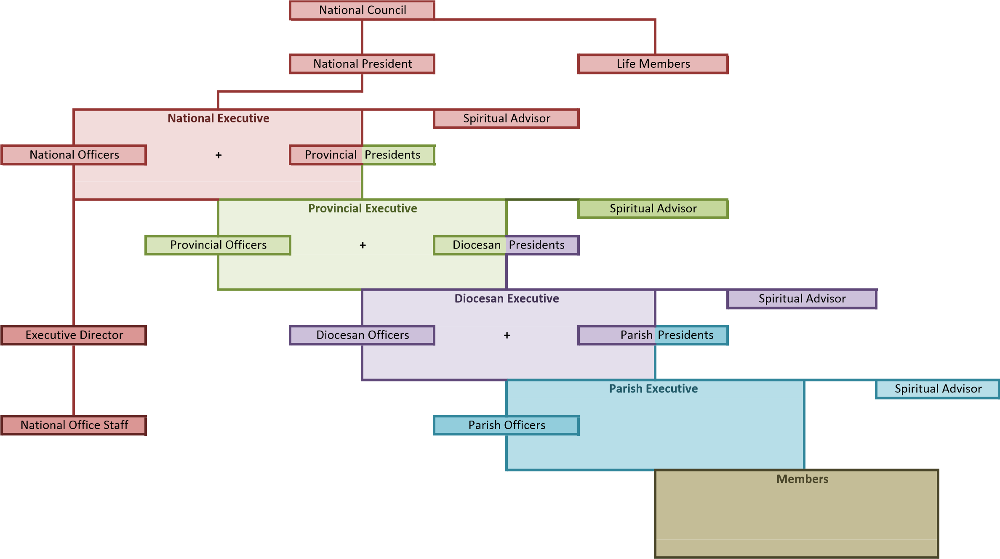 National Council
National President
Life Members
National Executive
Spiritual Advisor
National Officers
+
Provincial Presidents
Provincial Executive
Spiritual Advisor
Provincial Officers
+
Diocesan Presidents
Diocesan Executive
Spiritual Advisor
Executive Director
Diocesan Officers
+
Parish Presidents
Parish Executive
Spiritual Advisor
National Office Staff
Parish Officers
Members